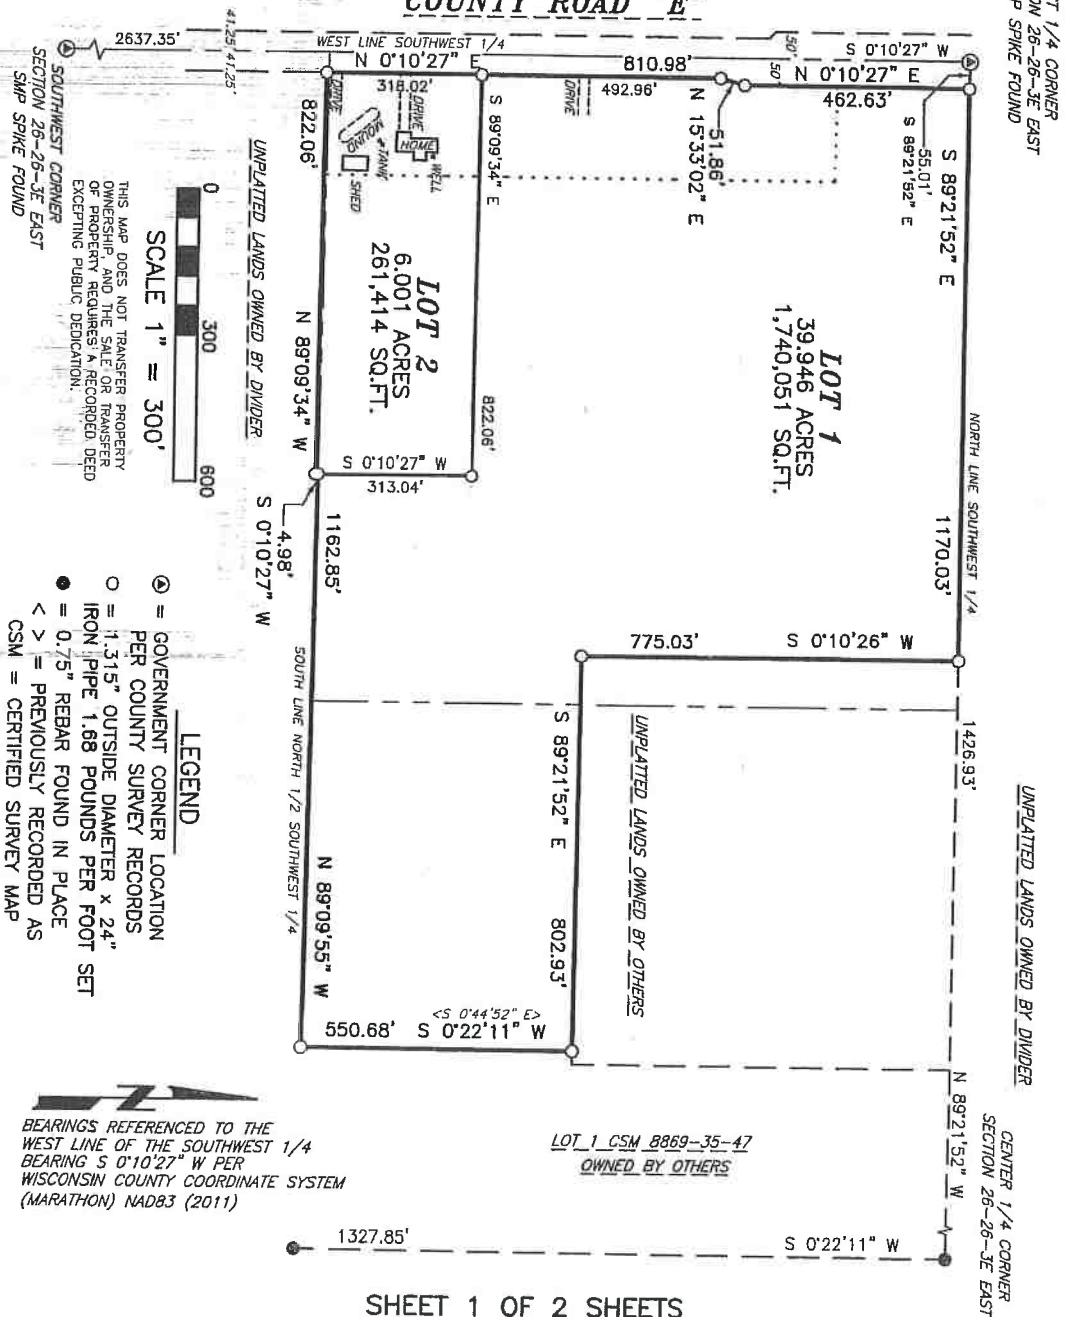 COUNTY ROAD "E"
T 1/4 CORNER
ON 26-26-3E EAST
P SPIKE FOUND
2637.35'
WEST LINE SOUTHWEST 1/4
S 0°10'27" W
50'
50'
41.25'
41.25'
N 0°10'27" E
318.02'
810.98'
492.96'
N 0°10'27" E
462.63'
51.86'
N 15°33'02" E
55.01'
S 89°21'52" E
SOUTHWEST CORNER
SECTION 26-26-3E EAST
SMP SPIKE FOUND
DRIVE
DRIVE
DRIVE
MOUND
TANK
HOME
WELL
SHED
822.06'
N 89°09'34" W
S 89°09'34" E
822.06'
S 89°21'52" E
1170.03'
NORTH LINE SOUTHWEST 1/4
UNPLATTED LANDS OWNED BY DIVIDER
LOT 2
6.001 ACRES
261,414 SQ.FT.
LOT 1
39.946 ACRES
1,740,051 SQ.FT.
0
300
600
SCALE 1" = 300'
THIS MAP DOES NOT TRANSFER PROPERTY
OWNERSHIP, AND THE SALE OR TRANSFER
OF PROPERTY REQUIRES A RECORDED DEED
EXCEPTING PUBLIC DEDICATION.
S 0°10'27" W
313.04'
4.98'
S 0°10'27" W
1162.85'
SOUTH LINE NORTH 1/2 SOUTHWEST 1/4
N 89°09'55" W
775.03'
S 0°10'26" W
S 89°21'52" E
802.93'
UNPLATTED LANDS OWNED BY OTHERS
1426.93'
UNPLATTED LANDS OWNED BY DIVIDER
N 89°21'52" W
CENTER 1/4 CORNER
SECTION 26-26-3E EAST
<S 0°44'52" E>
550.68' S 0°22'11" W
LEGEND
= GOVERNMENT CORNER LOCATION
PER COUNTY SURVEY RECORDS
= 1.315" OUTSIDE DIAMETER x 24"
IRON PIPE 1.68 POUNDS PER FOOT SET
= 0.75" REBAR FOUND IN PLACE
< > = PREVIOUSLY RECORDED AS
CSM = CERTIFIED SURVEY MAP
BEARINGS REFERENCED TO THE
WEST LINE OF THE SOUTHWEST 1/4
BEARING S 0°10'27" W PER
WISCONSIN COUNTY COORDINATE SYSTEM
(MARATHON) NAD83 (2011)
LOT 1 CSM 8869-35-47
OWNED BY OTHERS
1327.85'
S 0°22'11" W
SHEET 1 OF 2 SHEETS